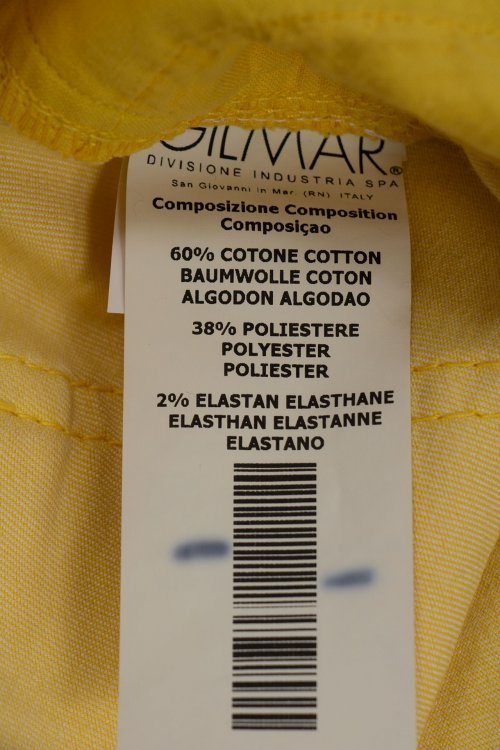 GILMAR®
DIVISIONE INDUSTRIA SPA
San Giovanni in Mar. (RN), ITALY
Composizione Composition
Composiçao
60% COTONE COTTON
BAUMWOLLE COTON
ALGODON ALGODAO
38% POLIESTERE
POLYESTER
POLIESTER
2% ELASTAN ELASTHANE
ELASTHAN ELASTANNE
ELASTANO